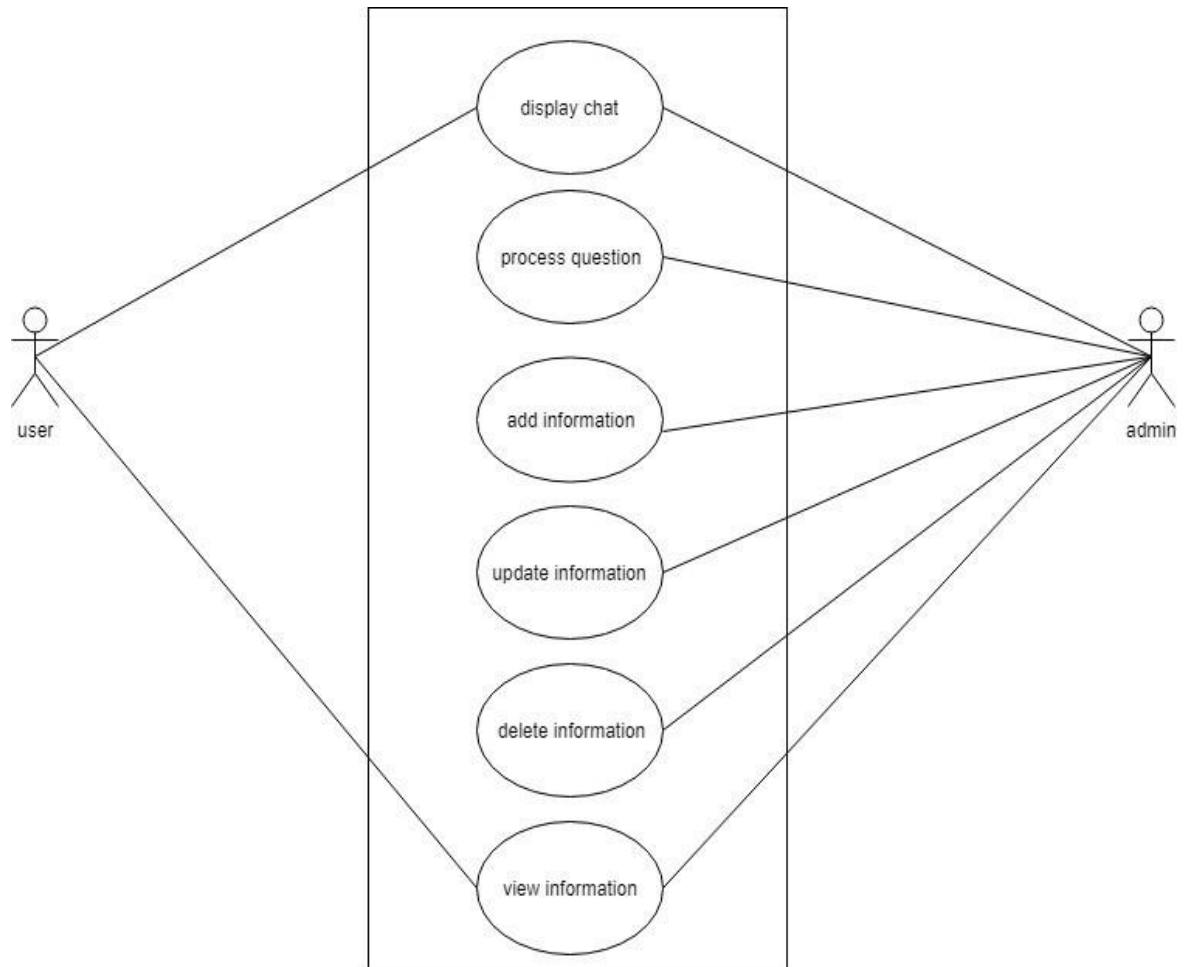 display chat
process question
user
add information
admin
update information
delete information
view information